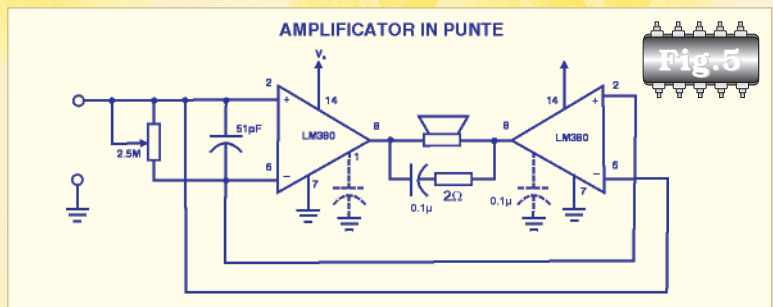 AMPLIFICATOR IN PUNTE
Fig.5
Vs
2
14
+
51pF
LM380
8
2.5M
6
−
1
7
0.1µ
2Ω
8
14
2
+
LM380
6
−
7
0.1µ